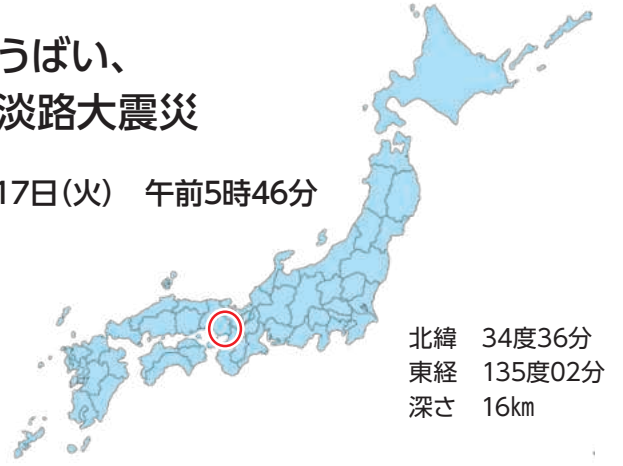 うばい、
淡路大震災
17日（火）　午前5時46分
北緯　34度36分
東経　135度02分
深さ　16㎞